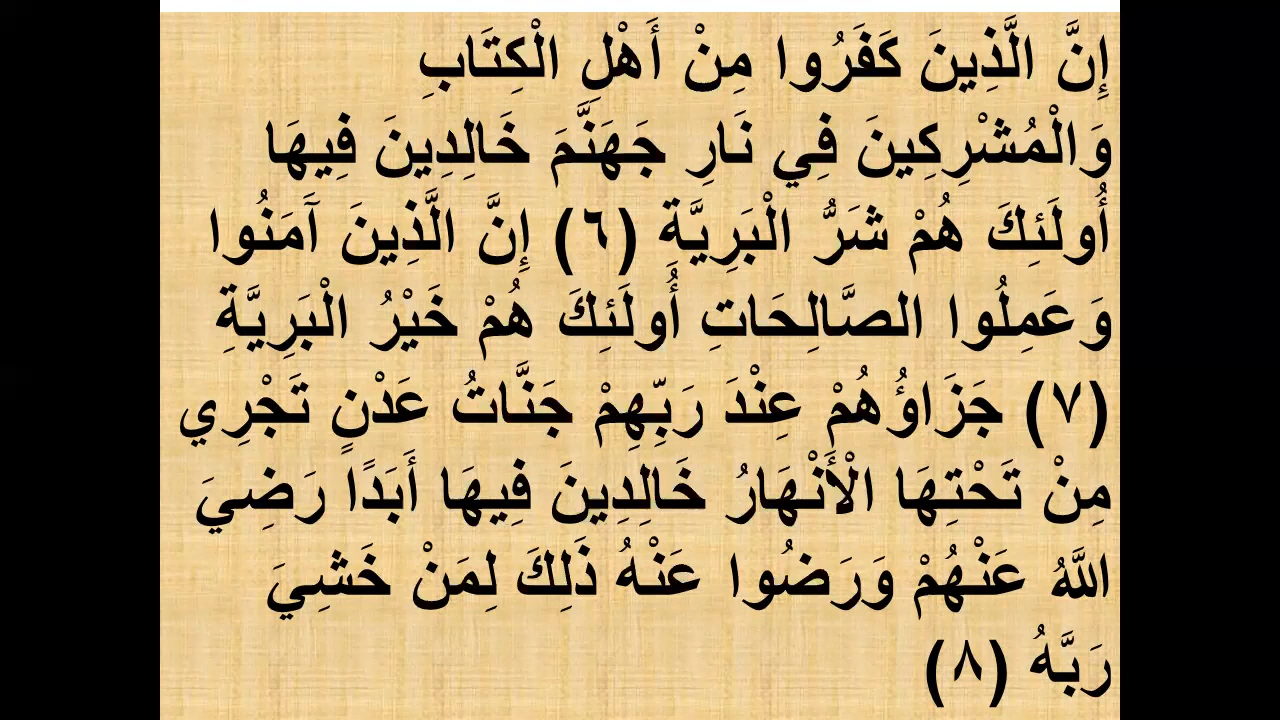 إِنَّ الَّذِينَ كَفَرُوا مِنْ أَهْلِ الْكِتَابِ
وَالْمُشْرِكِينَ فِي نَارِ جَهَنَّمَ خَالِدِينَ فِيهَا
أُولَئِكَ هُمْ شَرُّ الْبَرِيَّةِ (٦) إِنَّ الَّذِينَ آَمَنُوا
وَعَمِلُوا الصَّالِحَاتِ أُولَئِكَ هُمْ خَيْرُ الْبَرِيَّةِ
(٧) جَزَاؤُهُمْ عِنْدَ رَبِّهِمْ جَنَّاتُ عَدْنٍ تَجْرِي
مِنْ تَحْتِهَا الْأَنْهَارُ خَالِدِينَ فِيهَا أَبَدًا رَضِيَ
اللَّهُ عَنْهُمْ وَرَضُوا عَنْهُ ذَلِكَ لِمَنْ خَشِيَ
رَبَّهُ (٨)